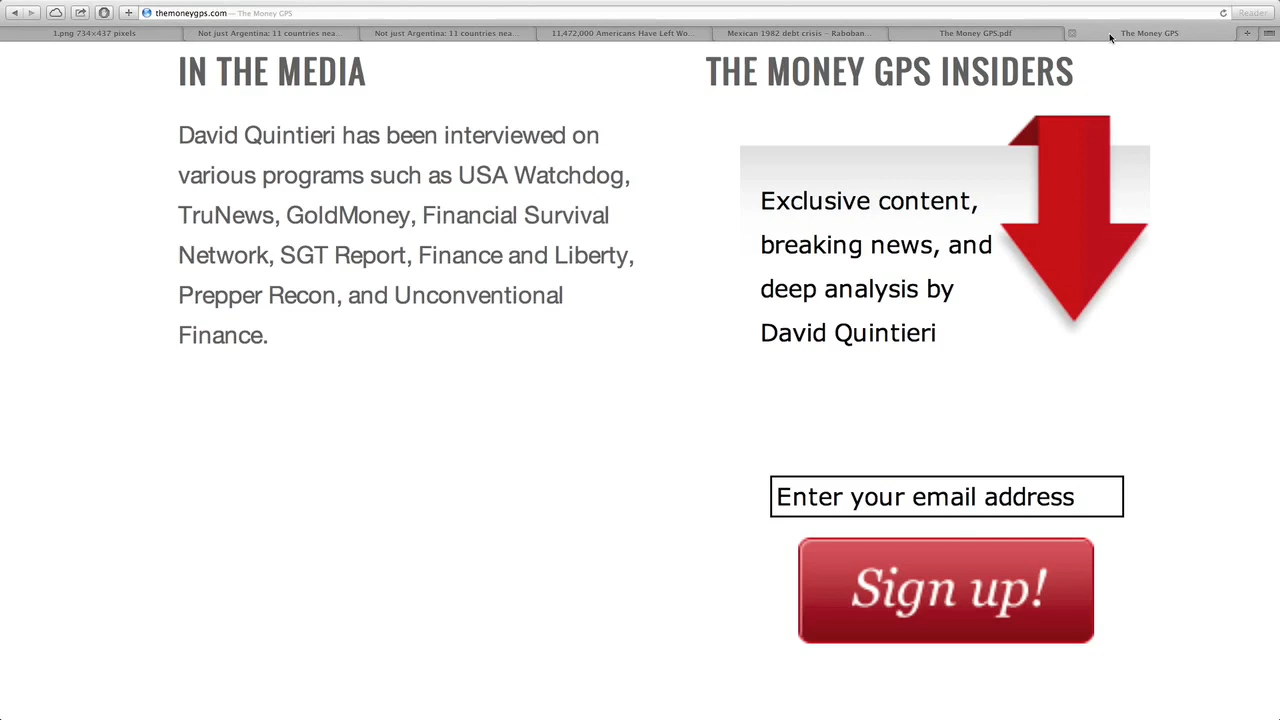 themoneygps.com — The Money GPS
Reader
1.png 734×437 pixels
Not just Argentina: 11 countries nea...
Not just Argentina: 11 countries nea...
11,472,000 Americans Have Left Wo...
Mexican 1982 debt crisis – Raboban...
The Money GPS.pdf
The Money GPS
IN THE MEDIA
David Quintieri has been interviewed on
various programs such as USA Watchdog,
TruNews, GoldMoney, Financial Survival
Network, SGT Report, Finance and Liberty,
Prepper Recon, and Unconventional
Finance.
THE MONEY GPS INSIDERS
Exclusive content,
breaking news, and
deep analysis by
David Quintieri
Enter your email address
Sign up!